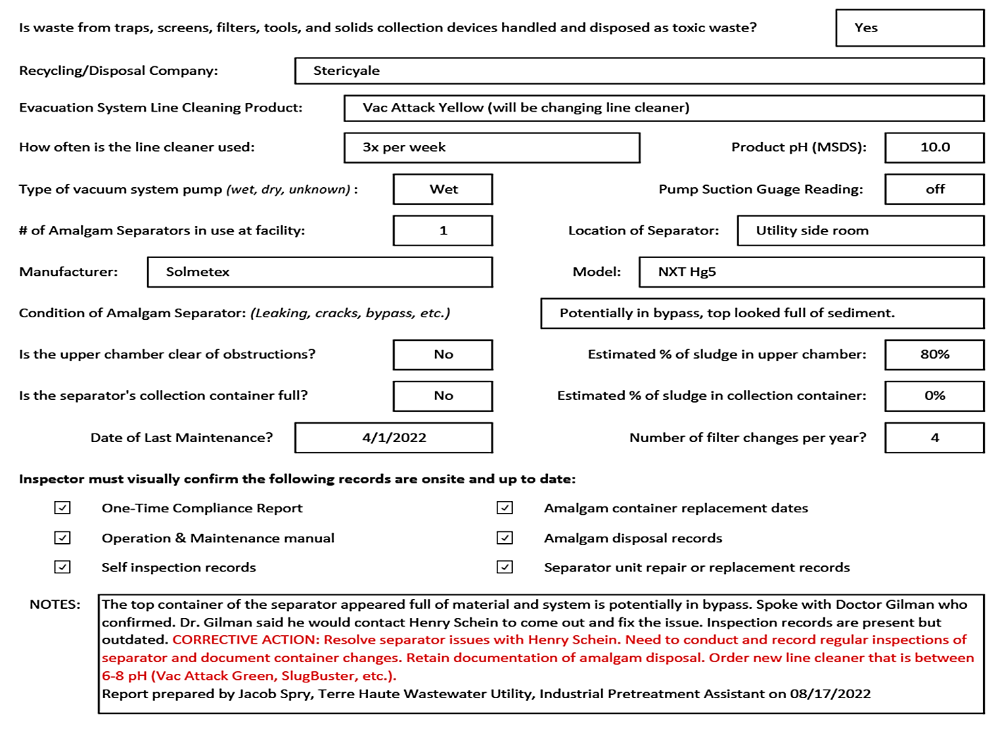 Is waste from traps, screens, filters, tools, and solids collection devices handled and disposed as toxic waste? Yes
Recycling/Disposal Company: Stericyale
Evacuation System Line Cleaning Product: Vac Attack Yellow (will be changing line cleaner)
How often is the line cleaner used: 3x per week Product pH (MSDS): 10.0
Type of vacuum system pump (wet, dry, unknown) : Wet Pump Suction Guage Reading: off
# of Amalgam Separators in use at facility: 1 Location of Separator: Utility side room
Manufacturer: Solmetex Model: NXT Hg5
Condition of Amalgam Separator: (Leaking, cracks, bypass, etc.) Potentially in bypass, top looked full of sediment.
Is the upper chamber clear of obstructions? No Estimated % of sludge in upper chamber: 80%
Is the separator's collection container full? No Estimated % of sludge in collection container: 0%
Date of Last Maintenance? 4/1/2022 Number of filter changes per year? 4
Inspector must visually confirm the following records are onsite and up to date:
One-Time Compliance Report Amalgam container replacement dates
Operation & Maintenance manual Amalgam disposal records
Self inspection records Separator unit repair or replacement records
NOTES: The top container of the separator appeared full of material and system is potentially in bypass. Spoke with Doctor Gilman who
confirmed. Dr. Gilman said he would contact Henry Schein to come out and fix the issue. Inspection records are present but
outdated. CORRECTIVE ACTION: Resolve separator issues with Henry Schein. Need to conduct and record regular inspections of
separator and document container changes. Retain documentation of amalgam disposal. Order new line cleaner that is between
6-8 pH (Vac Attack Green, SlugBuster, etc.).
Report prepared by Jacob Spry, Terre Haute Wastewater Utility, Industrial Pretreatment Assistant on 08/17/2022